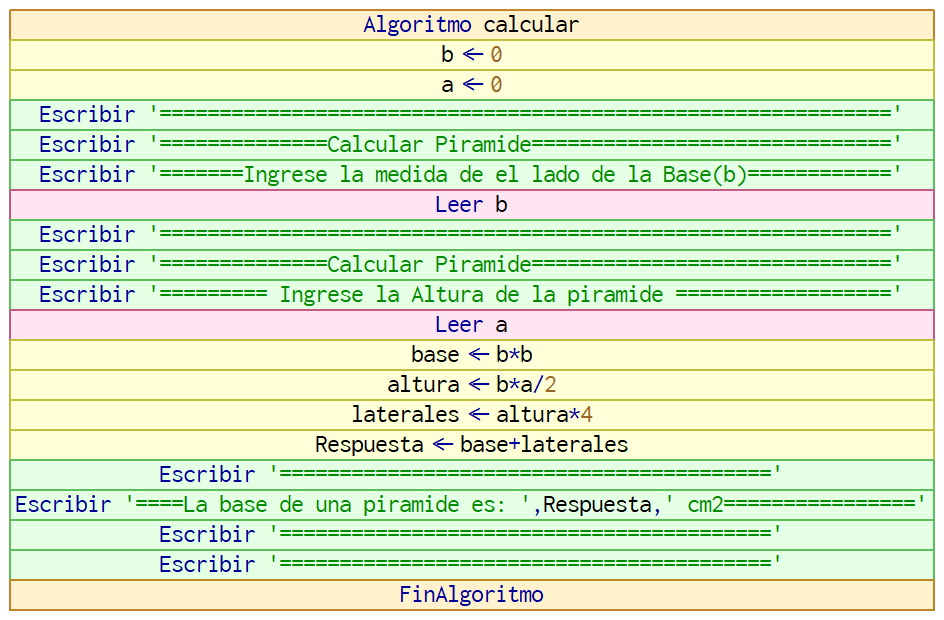 Algoritmo calcular
b ← 0
a ← 0
Escribir '============================================================='
Escribir '==============Calcular Piramide=============================='
Escribir '=======Ingrese la medida de el lado de la Base(b)============'
Leer b
Escribir '============================================================='
Escribir '==============Calcular Piramide=============================='
Escribir '========= Ingrese la Altura de la piramide =================='
Leer a
base ← b*b
altura ← b*a/2
laterales ← altura*4
Respuesta ← base+laterales
Escribir '========================================='
Escribir '====La base de una piramide es: ',Respuesta,' cm2================'
Escribir '========================================='
Escribir '========================================='
FinAlgoritmo